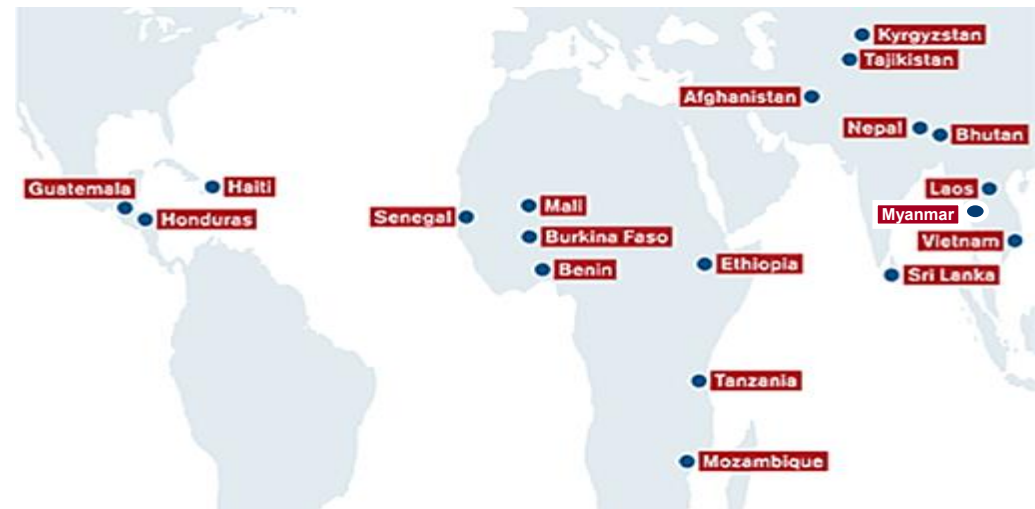 Kyrgyzstan
Tajikistan
Afghanistan
Nepal
Bhutan
Guatemala
Haiti
Honduras
Senegal
Mali
Burkina Faso
Benin
Ethiopia
Laos
Myanmar
Vietnam
Sri Lanka
Tanzania
Mozambique